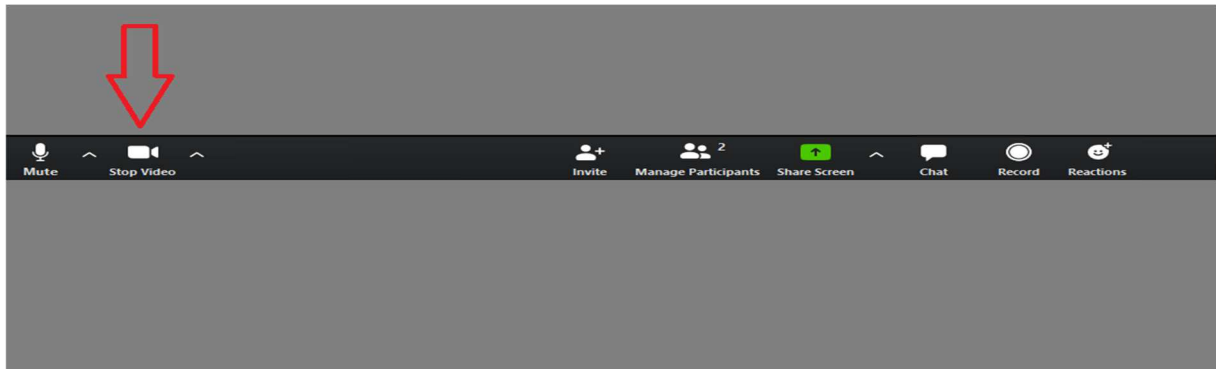 2
Mute
Stop Video
Invite
Manage Participants
Share Screen
Chat
Record
Reactions